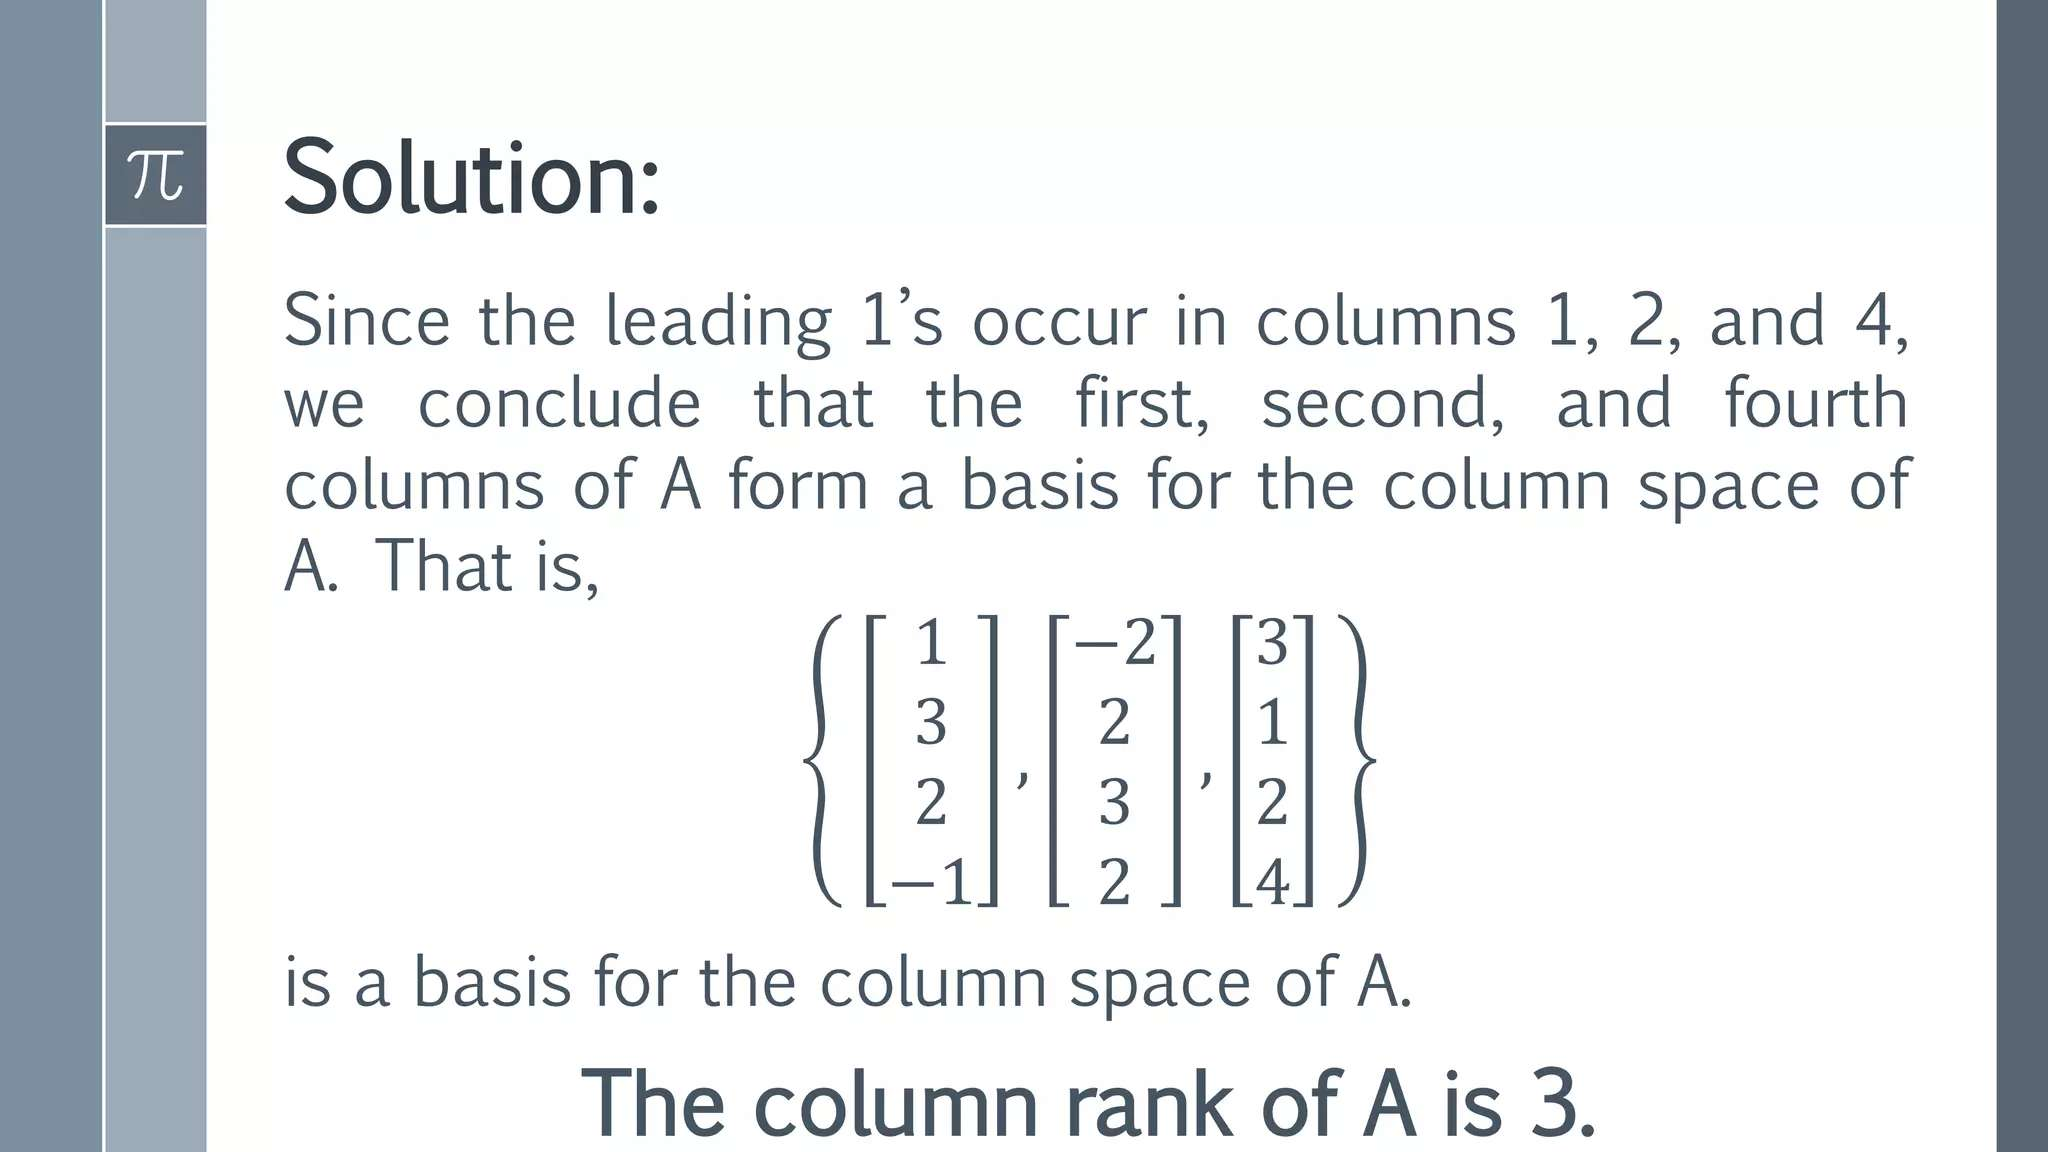 π
Solution:
Since the leading 1’s occur in columns 1, 2, and 4,
we conclude that the first, second, and fourth
columns of A form a basis for the column space of
A. That is,
{[1 3 2 −1], [−2 2 3 2], [3 1 2 4]}
is a basis for the column space of A.
The column rank of A is 3.